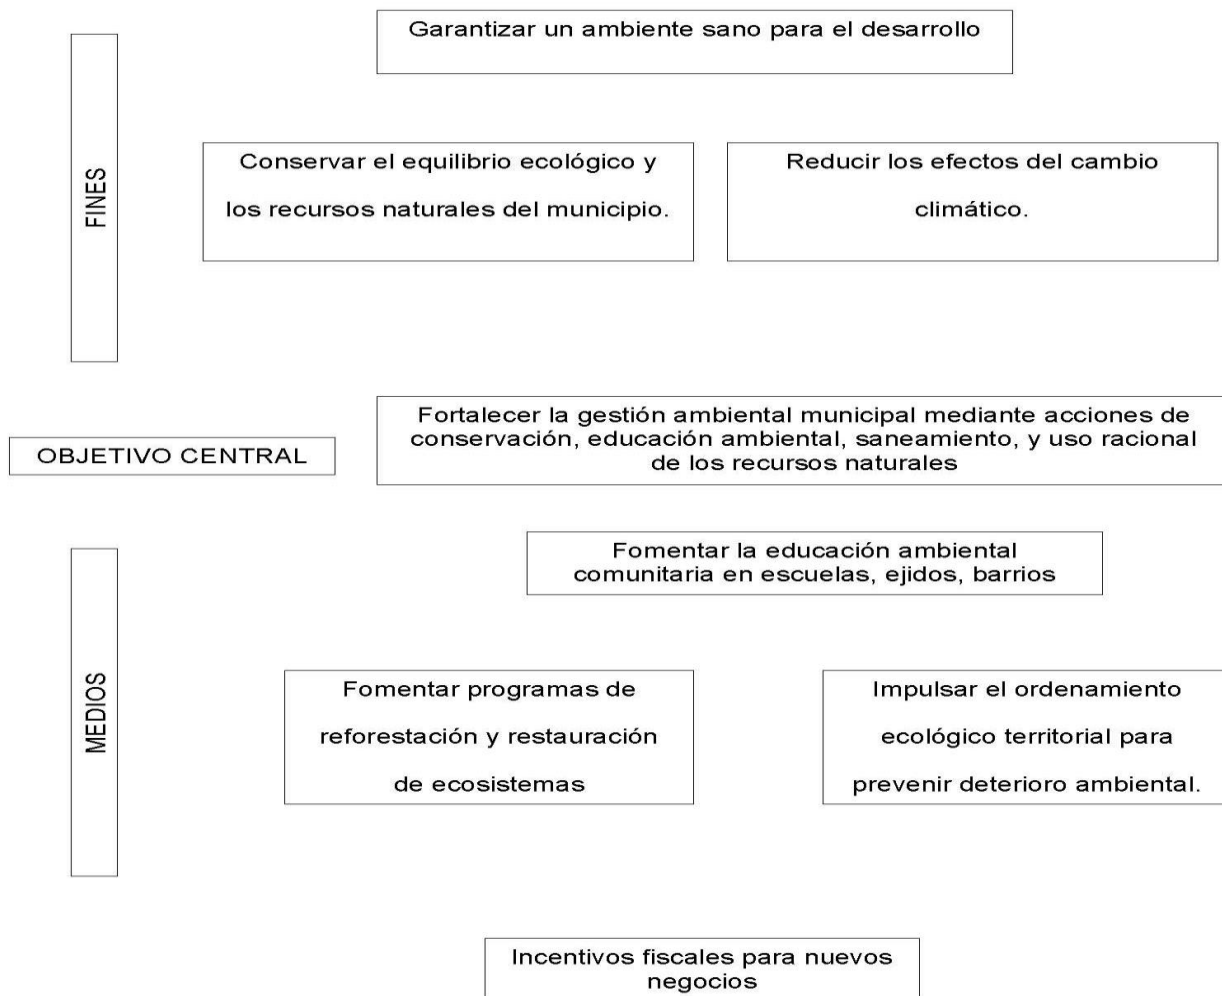 Garantizar un ambiente sano para el desarrollo
FINES
Conservar el equilibrio ecológico y
los recursos naturales del municipio.
Reducir los efectos del cambio
climático.
OBJETIVO CENTRAL
Fortalecer la gestión ambiental municipal mediante acciones de
conservación, educación ambiental, saneamiento, y uso racional
de los recursos naturales
MEDIOS
Fomentar la educación ambiental
comunitaria en escuelas, ejidos, barrios
Fomentar programas de
reforestación y restauración
de ecosistemas
Impulsar el ordenamiento
ecológico territorial para
prevenir deterioro ambiental.
Incentivos fiscales para nuevos
negocios